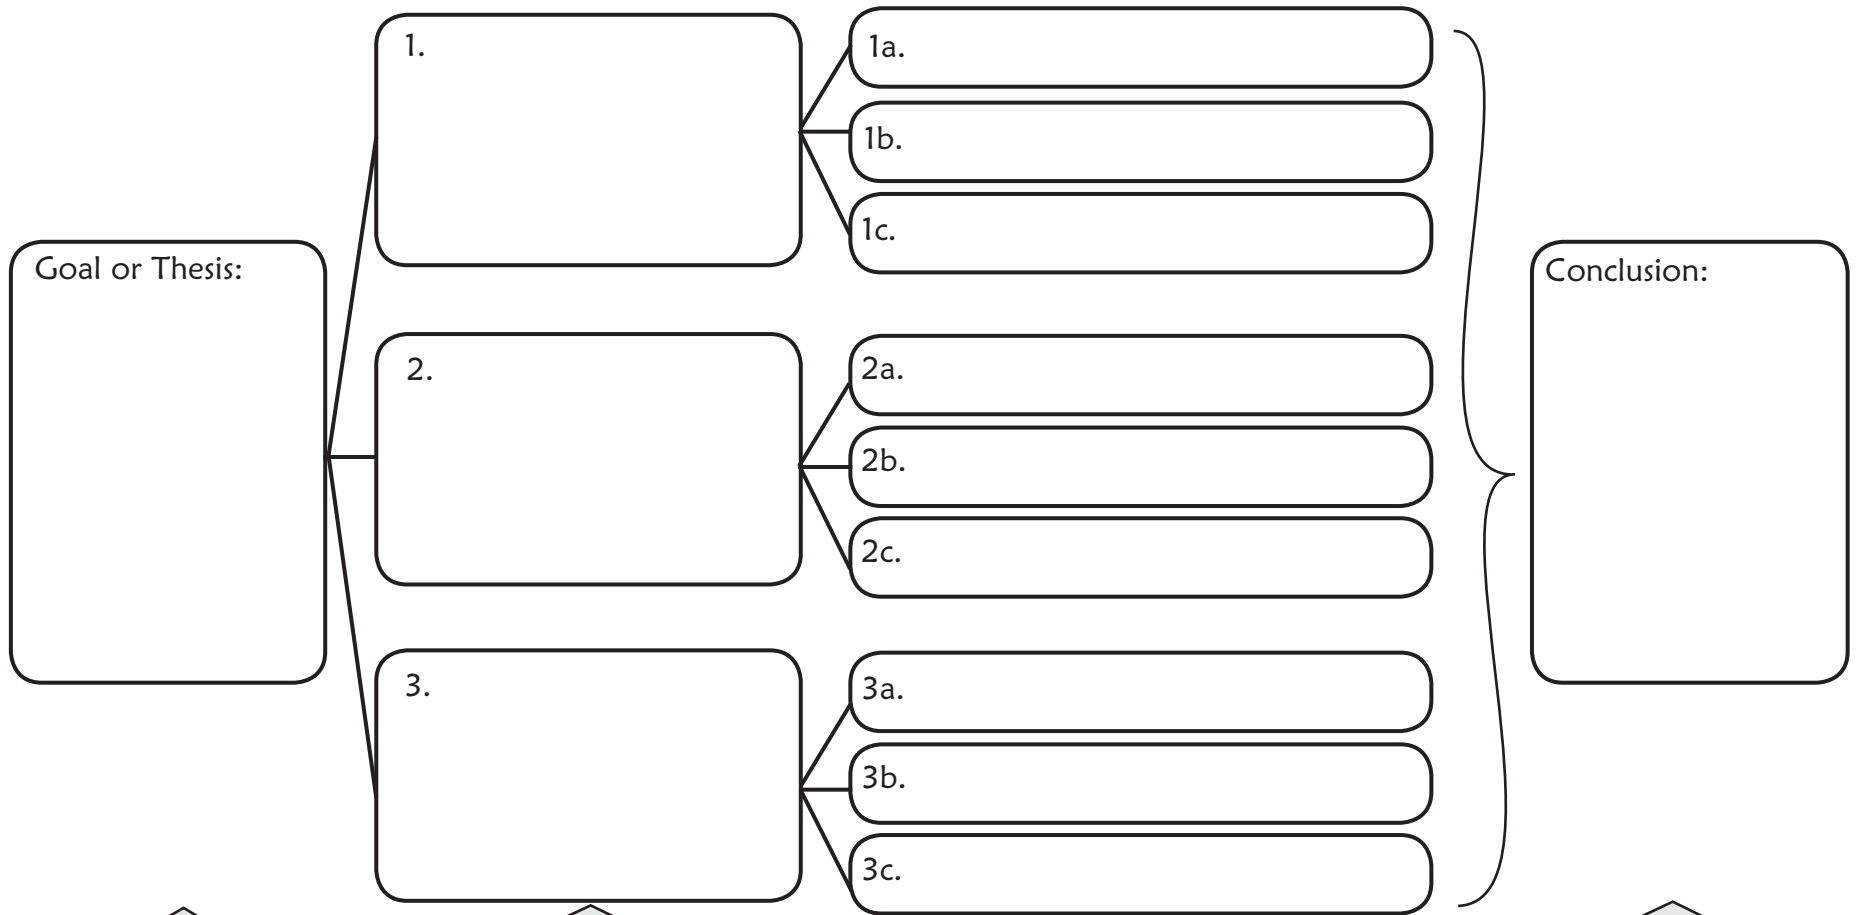 Goal or Thesis:
1.
1a.
1b.
1c.
2.
2a.
2b.
2c.
3.
3a.
3b.
3c.
Conclusion: